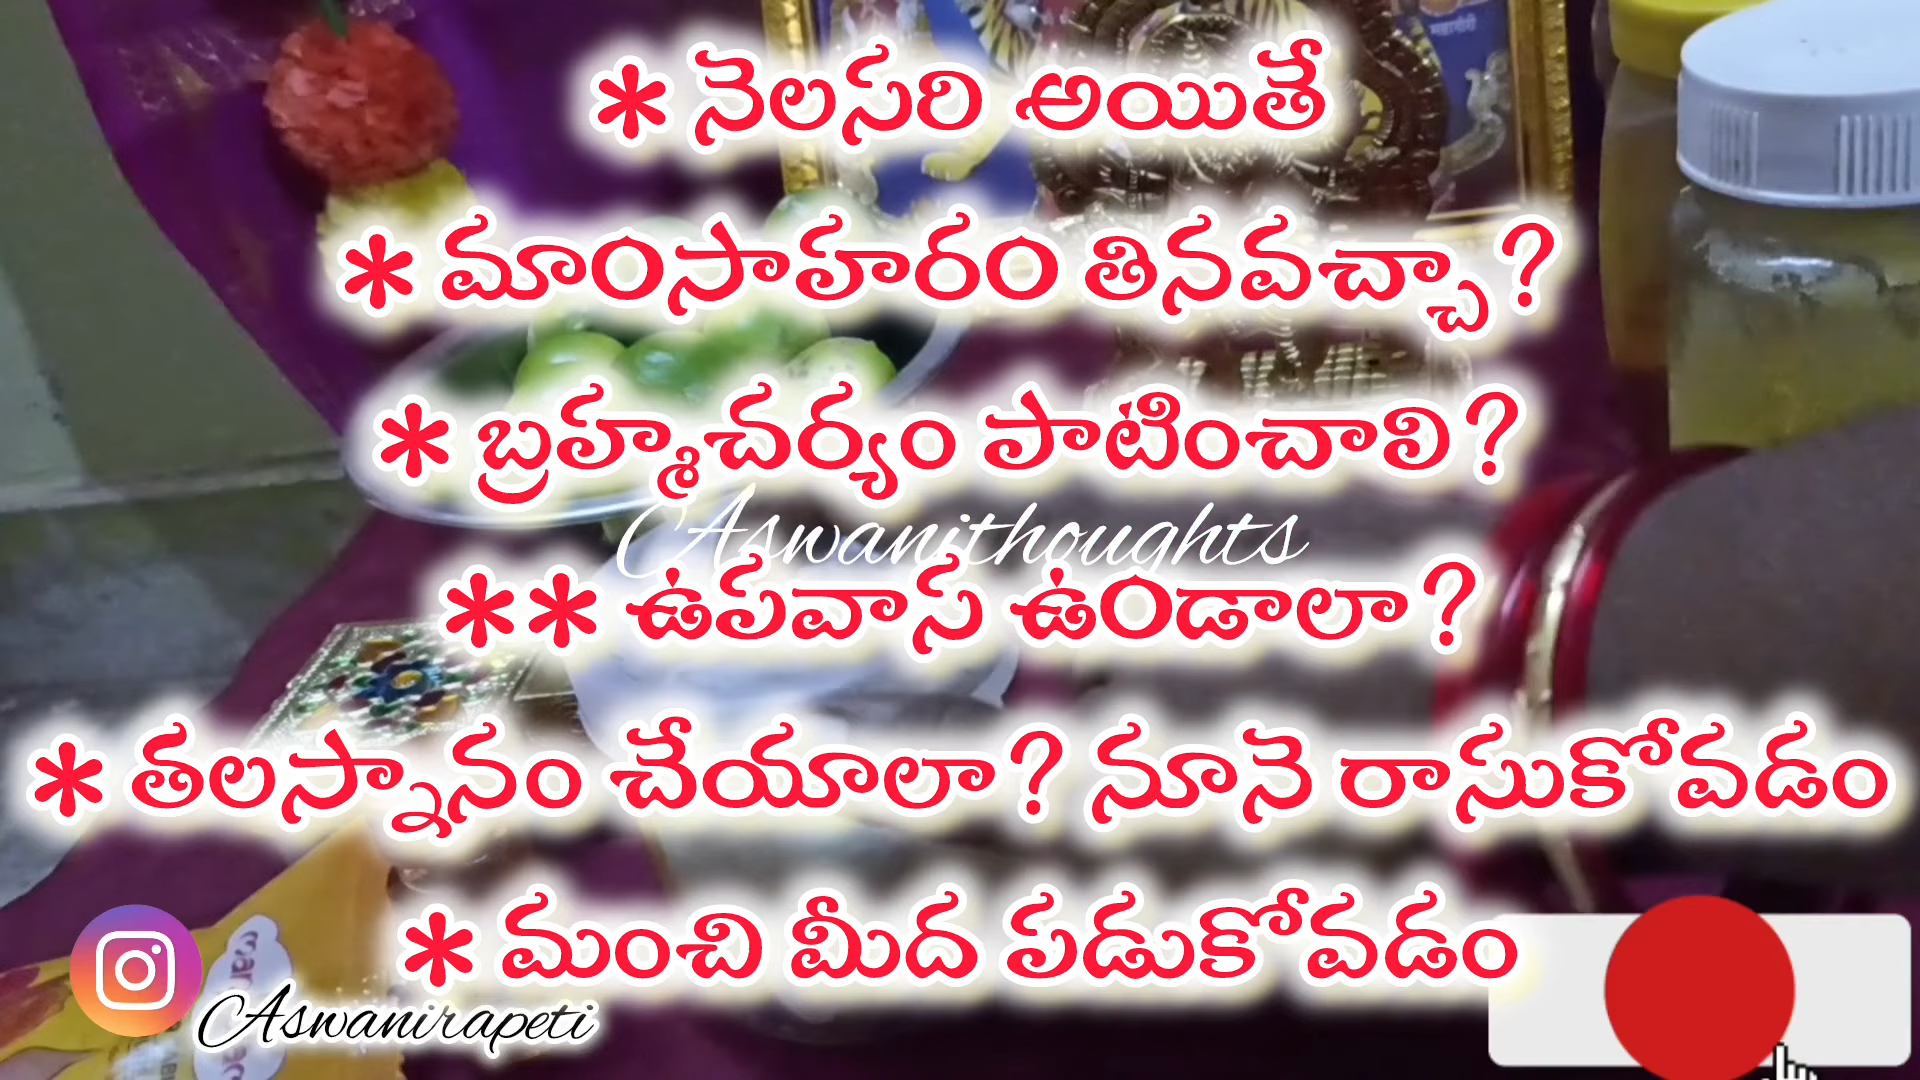 * నెలసరి అయితే
* మాంసాహారం తినవచ్చా?
* బ్రహ్మచర్యం పాటించాలి?
Aswanithoughts
** ఉపవాస ఉండాలా?
* తలస్నానం చేయాలా? నూనె రాసుకోవడం
* మంచి మీద పడుకోవడం
Aswanirapeti